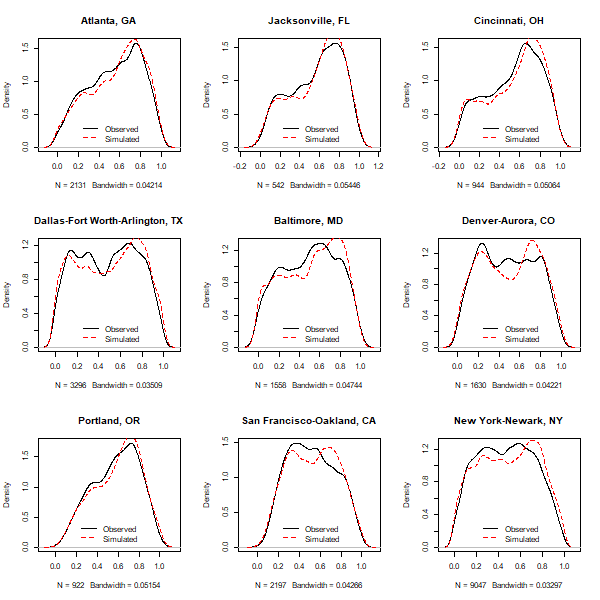 Atlanta, GA
Jacksonville, FL
Cincinnati, OH
Density
0.0 0.5 1.0 1.5
Observed
Simulated
0.0 0.2 0.4 0.6 0.8 1.0
N = 2131 Bandwidth = 0.04214
Density
0.0 0.5 1.0 1.5
Observed
Simulated
-0.2 0.0 0.2 0.4 0.6 0.8 1.0 1.2
N = 542 Bandwidth = 0.05446
Density
0.0 0.5 1.0 1.5
Observed
Simulated
-0.2 0.0 0.2 0.4 0.6 0.8 1.0
N = 944 Bandwidth = 0.05064
Dallas-Fort Worth-Arlington, TX
Baltimore, MD
Denver-Aurora, CO
Density
0.0 0.4 0.8 1.2
Observed
Simulated
0.0 0.2 0.4 0.6 0.8 1.0
N = 3296 Bandwidth = 0.03509
Density
0.0 0.4 0.8 1.2
Observed
Simulated
0.0 0.2 0.4 0.6 0.8 1.0
N = 1558 Bandwidth = 0.04744
Density
0.0 0.4 0.8 1.2
Observed
Simulated
0.0 0.2 0.4 0.6 0.8 1.0
N = 1630 Bandwidth = 0.04221
Portland, OR
San Francisco-Oakland, CA
New York-Newark, NY
Density
0.0 0.5 1.0 1.5
Observed
Simulated
0.0 0.2 0.4 0.6 0.8 1.0
N = 922 Bandwidth = 0.05154
Density
0.0 0.5 1.0 1.5
Observed
Simulated
0.0 0.2 0.4 0.6 0.8 1.0
N = 2197 Bandwidth = 0.04266
Density
0.0 0.4 0.8 1.2
Observed
Simulated
0.0 0.2 0.4 0.6 0.8 1.0
N = 9047 Bandwidth = 0.03297